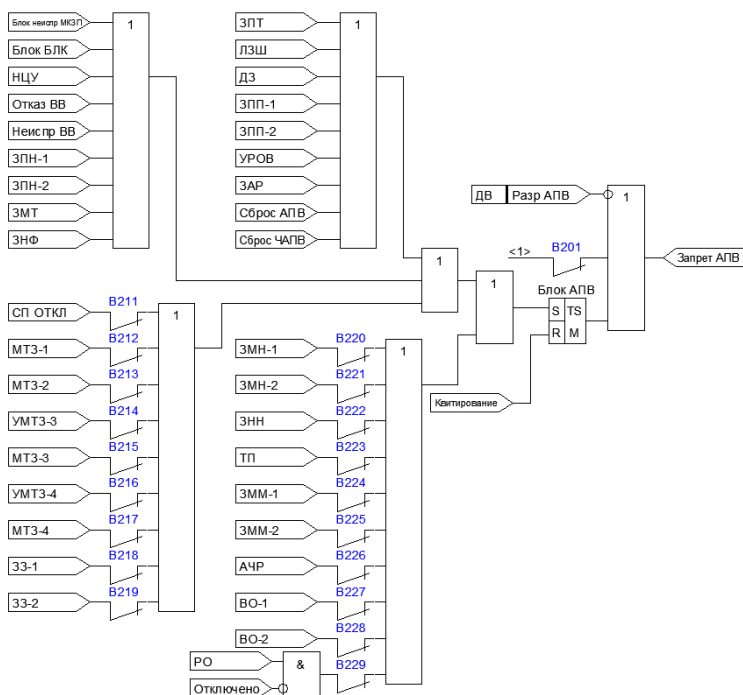 Блок неиспр МКЗП
Блок БЛК
НЦУ
Отказ ВВ
Неиспр ВВ
ЗПН-1
ЗПН-2
ЗМТ
ЗНФ
1
ЗПТ
ЛЗШ
ДЗ
ЗПП-1
ЗПП-2
УРОВ
ЗАР
Сброс АПВ
Сброс ЧАПВ
1
СП ОТКЛ
МТЗ-1
МТЗ-2
УМТЗ-3
МТЗ-3
УМТЗ-4
МТЗ-4
ЗЗ-1
ЗЗ-2
В211
В212
В213
В214
В215
В216
В217
В218
В219
1
ЗМН-1
ЗМН-2
ЗНН
ТП
ЗММ-1
ЗММ-2
АЧР
ВО-1
ВО-2
РО
Отключено
&
В220
В221
В222
В223
В224
В225
В226
В227
В228
В229
1
1
1
ДВ Разр АПВ
<1>
В201
Блок АПВ
S TS
R M
Квитирование
1
Запрет АПВ